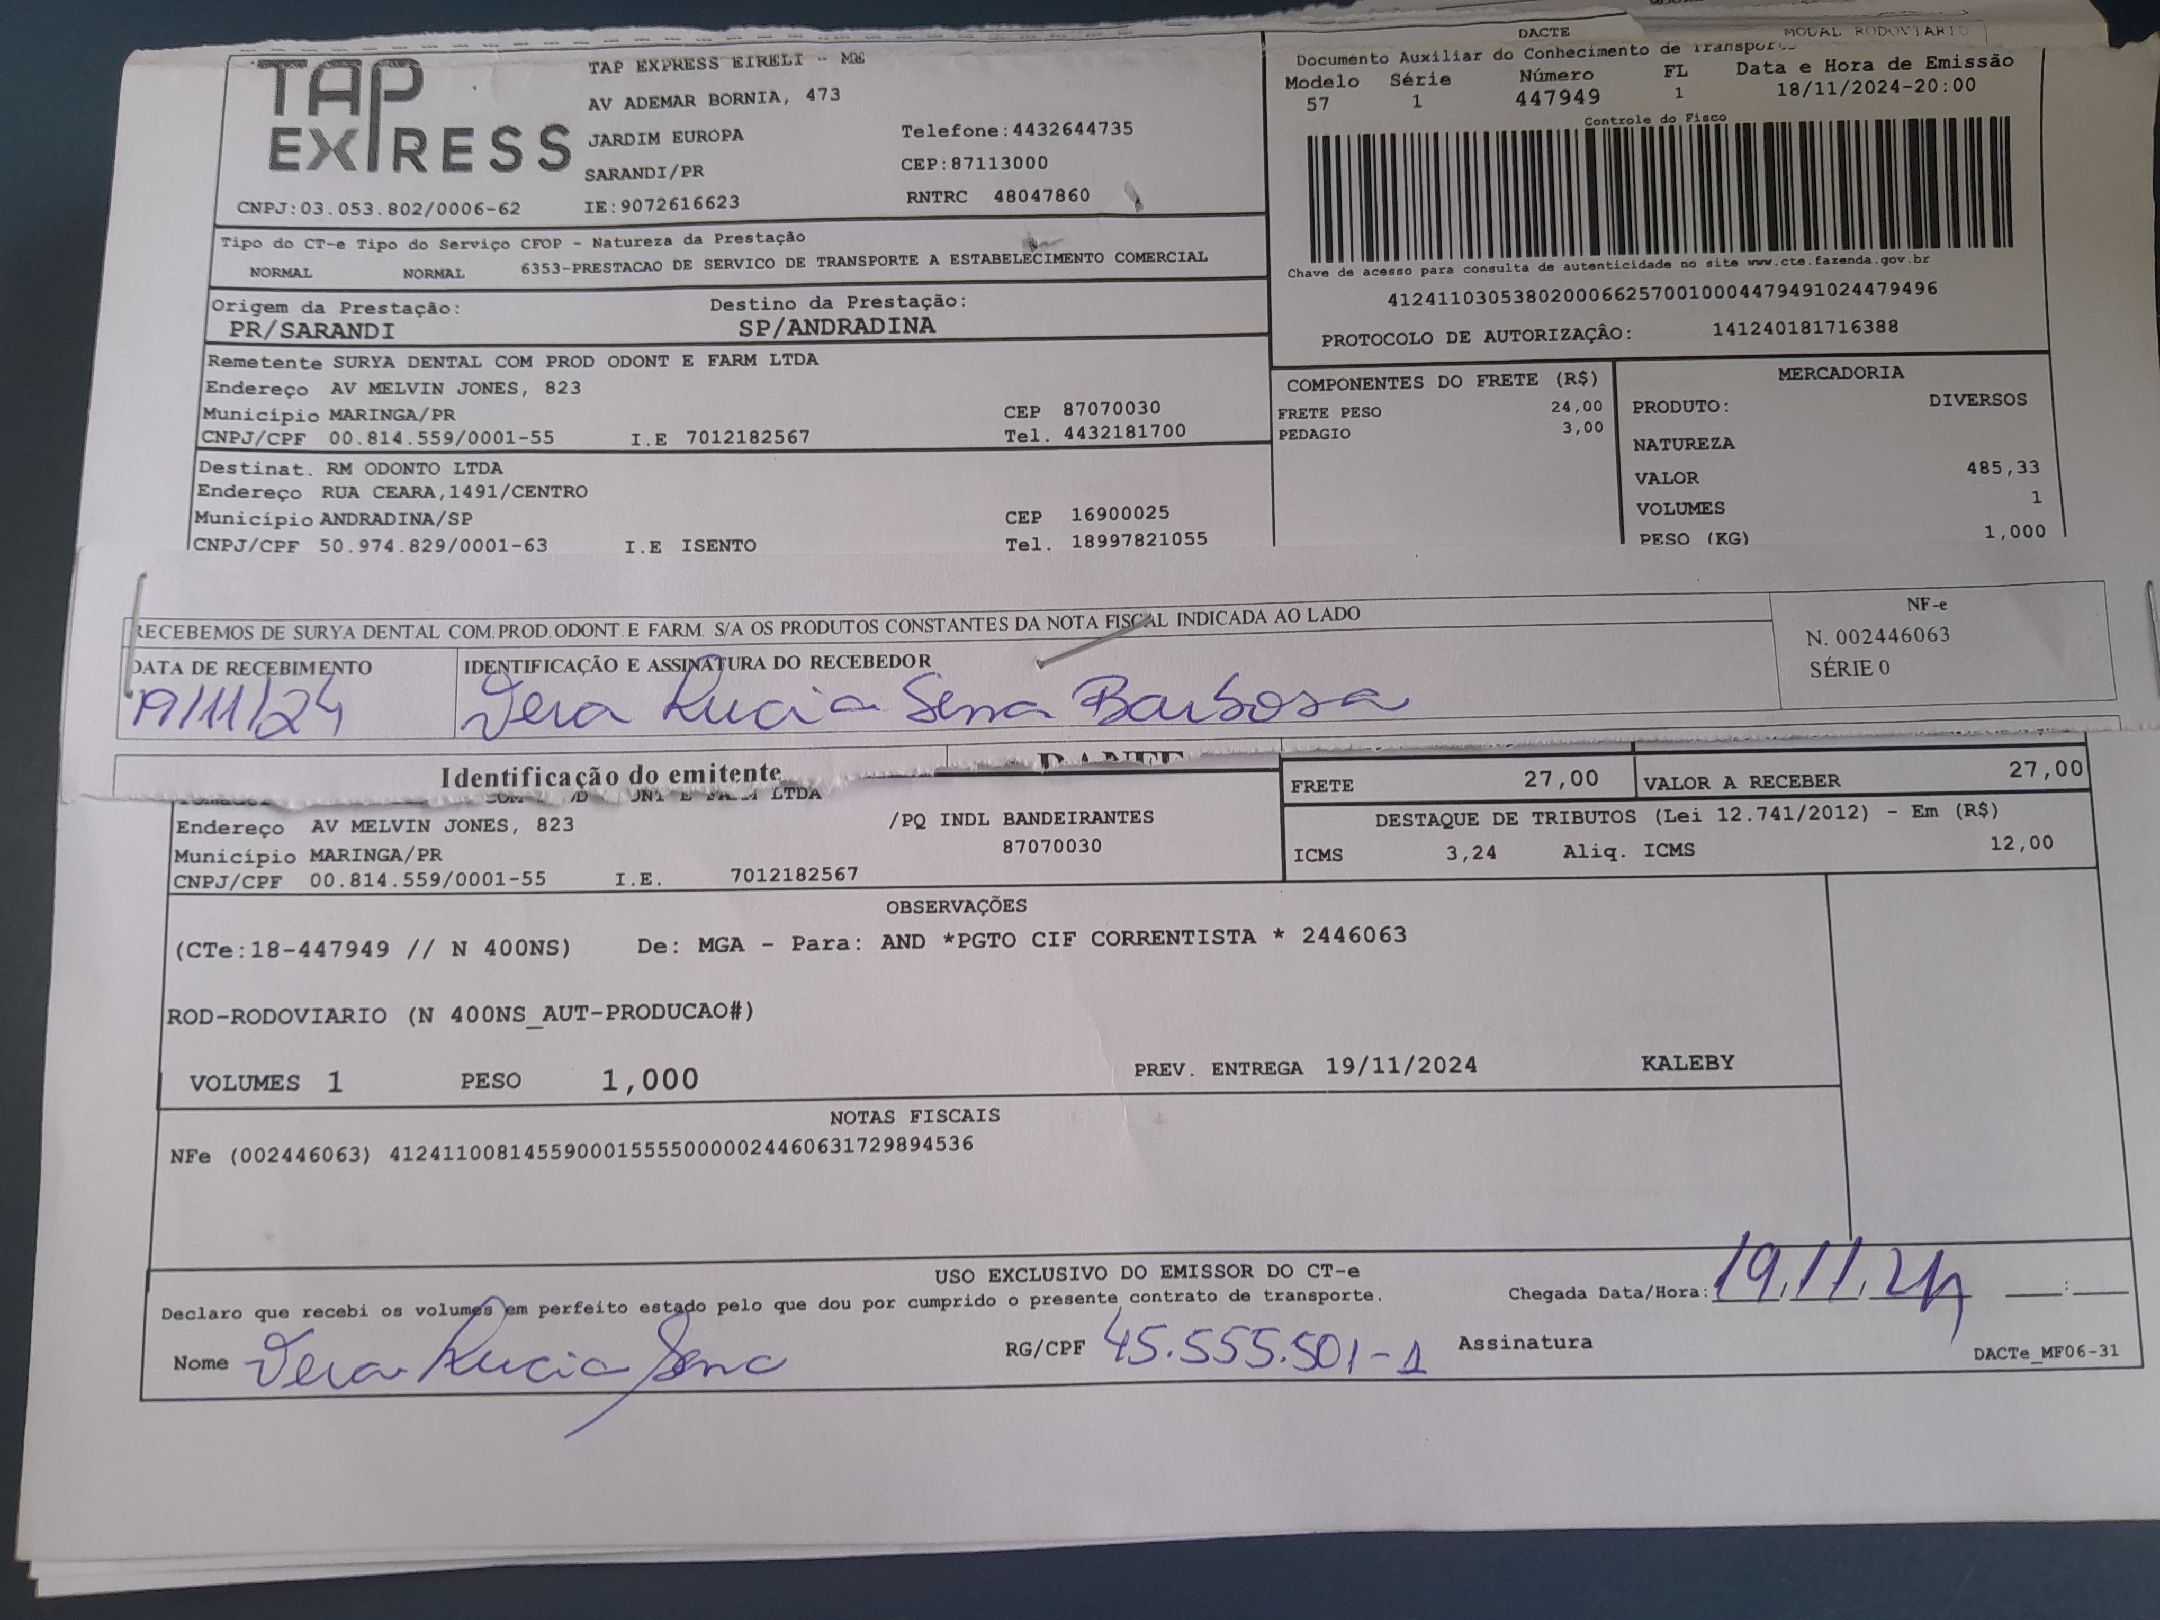 DACTE
MODAL RODOVIARIO
TAP EXPRESS
TAP EXPRESS EIRELI - ME
AV ADEMAR BORNIA, 473
JARDIM EUROPA
SARANDI/PR
Telefone:4432644735
CEP:87113000
RNTRC 48047860
CNPJ:03.053.802/0006-62 IE:9072616623
Documento Auxiliar do Conhecimento de Transporte
Modelo Série Número FL Data e Hora de Emissão
57 1 447949 1 18/11/2024-20:00
Controle do Fisco
Chave de acesso para consulta de autenticidade no site www.cte.fazenda.gov.br
41241103053802000662570010004479491024479496
PROTOCOLO DE AUTORIZAÇÂO: 141240181716388
Tipo do CT-e Tipo do Serviço CFOP - Natureza da Prestação
NORMAL NORMAL 6353-PRESTACAO DE SERVICO DE TRANSPORTE A ESTABELECIMENTO COMERCIAL
Origem da Prestação: Destino da Prestação:
PR/SARANDI SP/ANDRADINA
Remetente SURYA DENTAL COM PROD ODONT E FARM LTDA
Endereço AV MELVIN JONES, 823
Município MARINGA/PR CEP 87070030
CNPJ/CPF 00.814.559/0001-55 I.E 7012182567 Tel. 4432181700
Destinat. RM ODONTO LTDA
Endereço RUA CEARA,1491/CENTRO
Município ANDRADINA/SP CEP 16900025
CNPJ/CPF 50.974.829/0001-63 I.E ISENTO Tel. 18997821055
COMPONENTES DO FRETE (R$)
FRETE PESO 24,00
PEDAGIO 3,00
MERCADORIA
PRODUTO: DIVERSOS
NATUREZA
VALOR 485,33
VOLUMES 1
PESO (KG) 1,000
RECEBEMOS DE SURYA DENTAL COM.PROD.ODONT.E FARM. S/A OS PRODUTOS CONSTANTES DA NOTA FISCAL INDICADA AO LADO
DATA DE RECEBIMENTO IDENTIFICAÇÃO E ASSINATURA DO RECEBEDOR
19/11/24 Vera Lucia Sena Barbosa
NF-e
N. 002446063
SÉRIE 0
Identificação do emitente DANFE
LTDA
Endereço AV MELVIN JONES, 823 /PQ INDL BANDEIRANTES
Município MARINGA/PR 87070030
CNPJ/CPF 00.814.559/0001-55 I.E. 7012182567
FRETE 27,00 VALOR A RECEBER 27,00
DESTAQUE DE TRIBUTOS (Lei 12.741/2012) - Em (R$)
ICMS 3,24 Aliq. ICMS 12,00
OBSERVAÇÕES
(CTe:18-447949 // N 400NS) De: MGA - Para: AND *PGTO CIF CORRENTISTA * 2446063
ROD-RODOVIARIO (N 400NS_AUT-PRODUCAO#)
VOLUMES 1 PESO 1,000 PREV. ENTREGA 19/11/2024 KALEBY
NOTAS FISCAIS
NFe (002446063) 41241100814559000155550000024460631729894536
USO EXCLUSIVO DO EMISSOR DO CT-e
Declaro que recebi os volumes em perfeito estado pelo que dou por cumprido o presente contrato de transporte.
Chegada Data/Hora: 19.11.24 :
Nome Vera Lucia Sena RG/CPF 45.555.501-1 Assinatura
DACTe_MF06-31